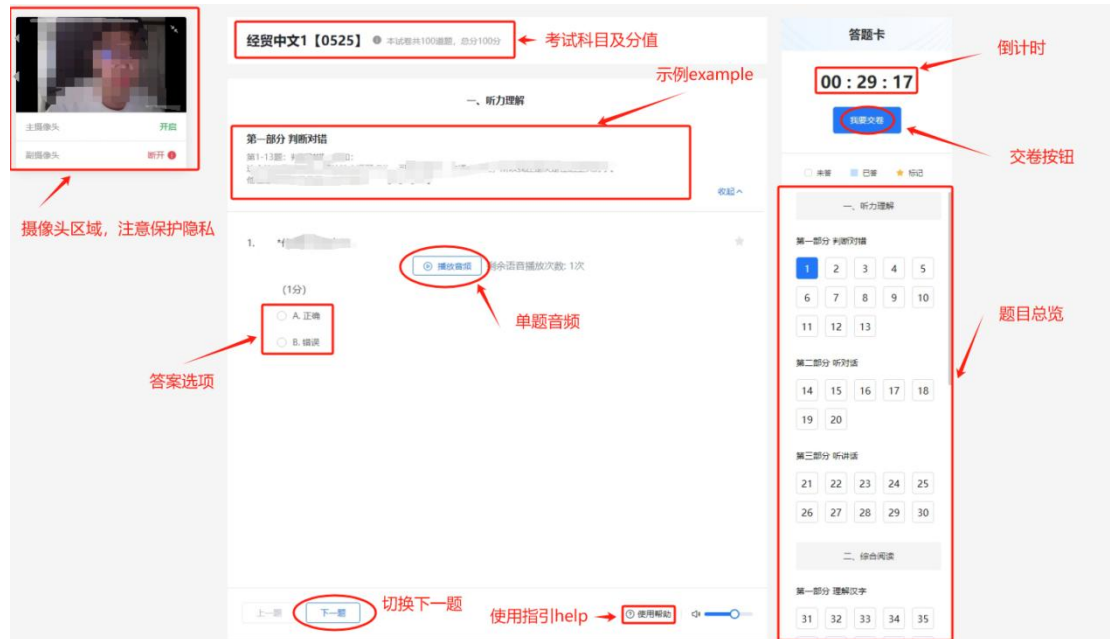 主摄像头 开启
副摄像头 断开
摄像头区域，注意保护隐私
经贸中文1【0525】 本试卷共100道题，总分100分
考试科目及分值
示例example
一、听力理解
第一部分 判断对错
第1-13题：
收起
1.
播放音频 剩余语音播放次数: 1次
单题音频
(1分)
A. 正确
B. 错误
答案选项
上一题 下一题
切换下一题
使用指引help
使用帮助
答题卡
倒计时
00 : 29 : 17
我要交卷
交卷按钮
未答 已答 标记
题目总览
一、听力理解
第一部分 判断对错
1 2 3 4 5
6 7 8 9 10
11 12 13
第二部分 听对话
14 15 16 17 18
19 20
第三部分 听讲话
21 22 23 24 25
26 27 28 29 30
二、综合阅读
第一部分 理解汉字
31 32 33 34 35